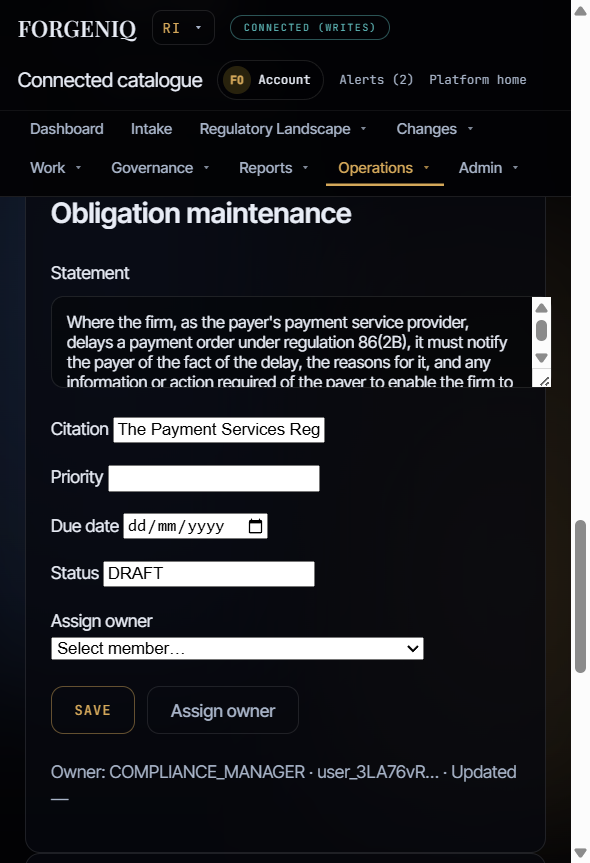 FORGENIQ RI CONNECTED (WRITES)
Connected catalogue FO Account Alerts (2) Platform home
Dashboard Intake Regulatory Landscape Changes
Work Governance Reports Operations Admin
Obligation maintenance
Statement
Where the firm, as the payer's payment service provider,
delays a payment order under regulation 86(2B), it must notify
the payer of the fact of the delay, the reasons for it, and any
information or action required of the payer to enable the firm to
Citation The Payment Services Reg
Priority
Due date dd/mm/yyyy
Status DRAFT
Assign owner
Select member...
SAVE Assign owner
Owner: COMPLIANCE_MANAGER · user_3LA76vR... · Updated
—